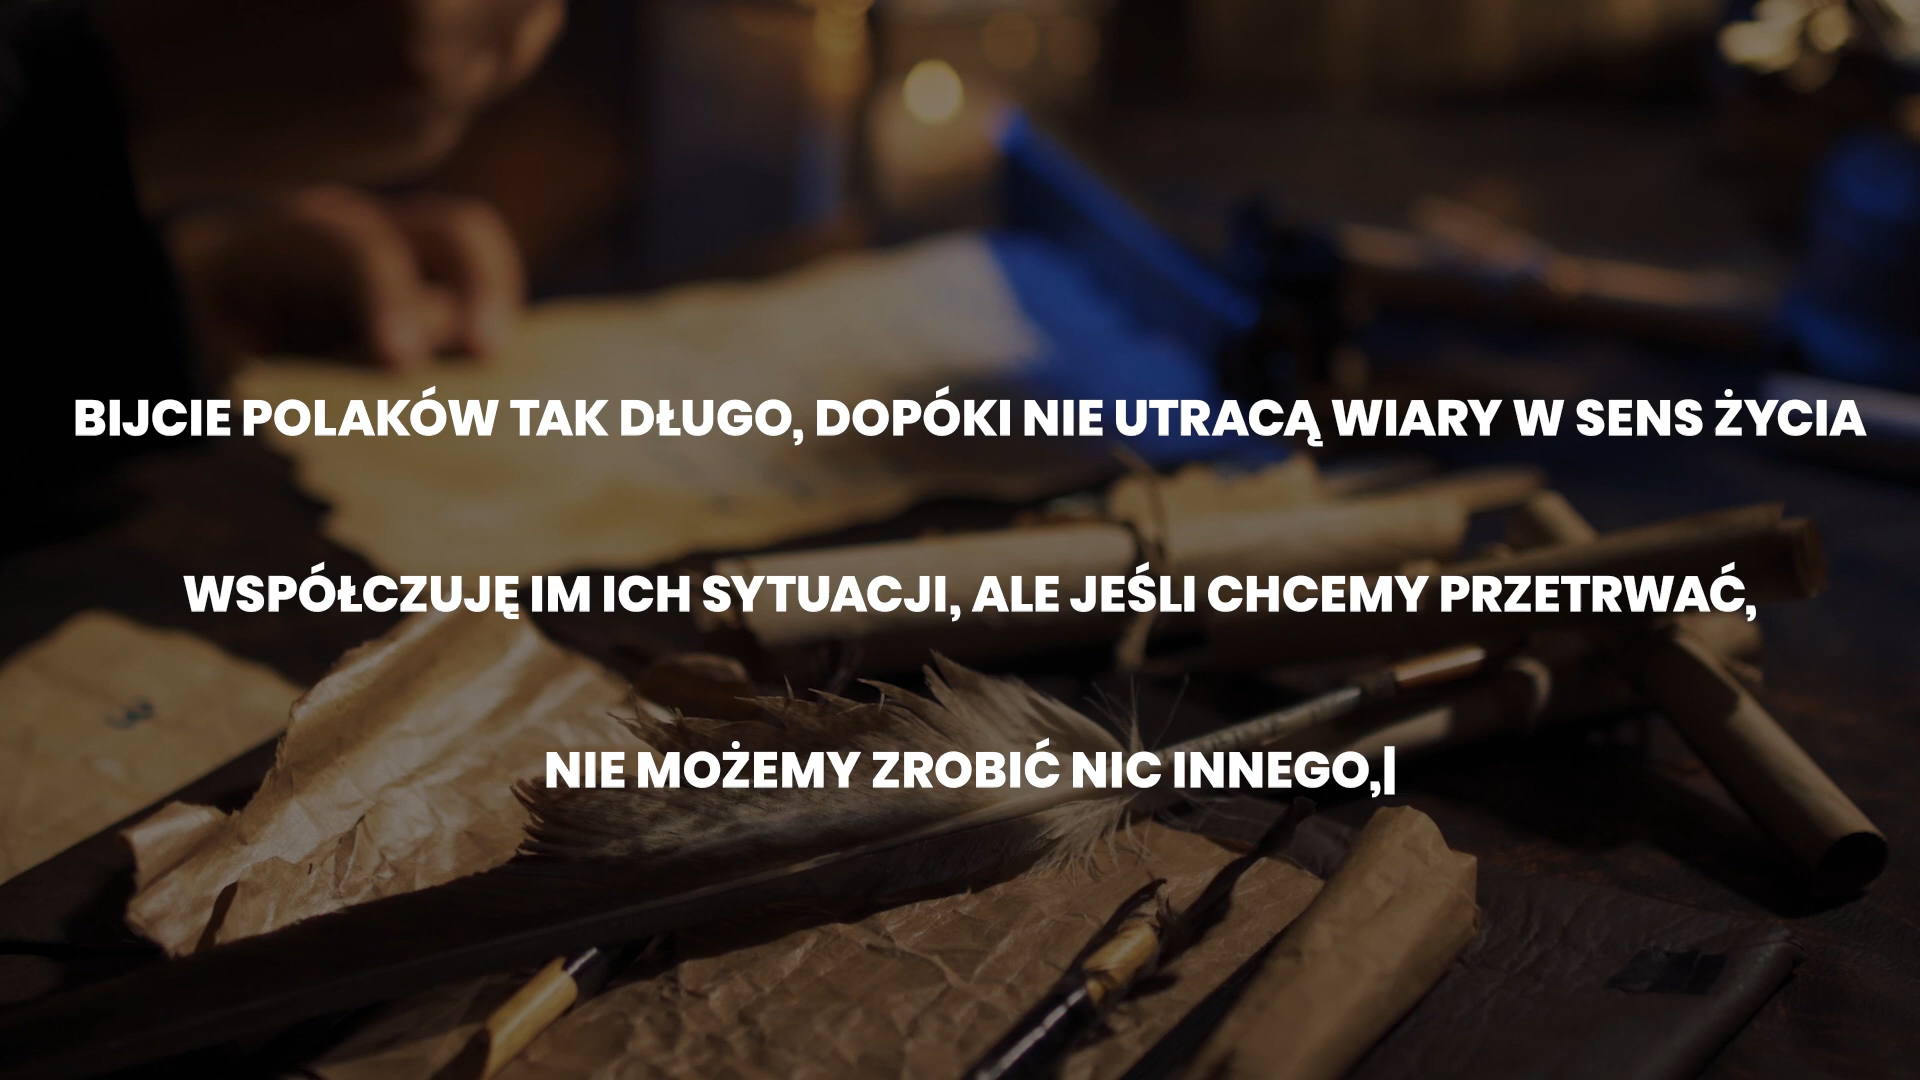 BIJCIE POLAKÓW TAK DŁUGO, DOPÓKI NIE UTRACĄ WIARY W SENS ŻYCIA
WSPÓŁCZUJĘ IM ICH SYTUACJI, ALE JEŚLI CHCEMY PRZETRWAĆ,
NIE MOŻEMY ZROBIĆ NIC INNEGO,|